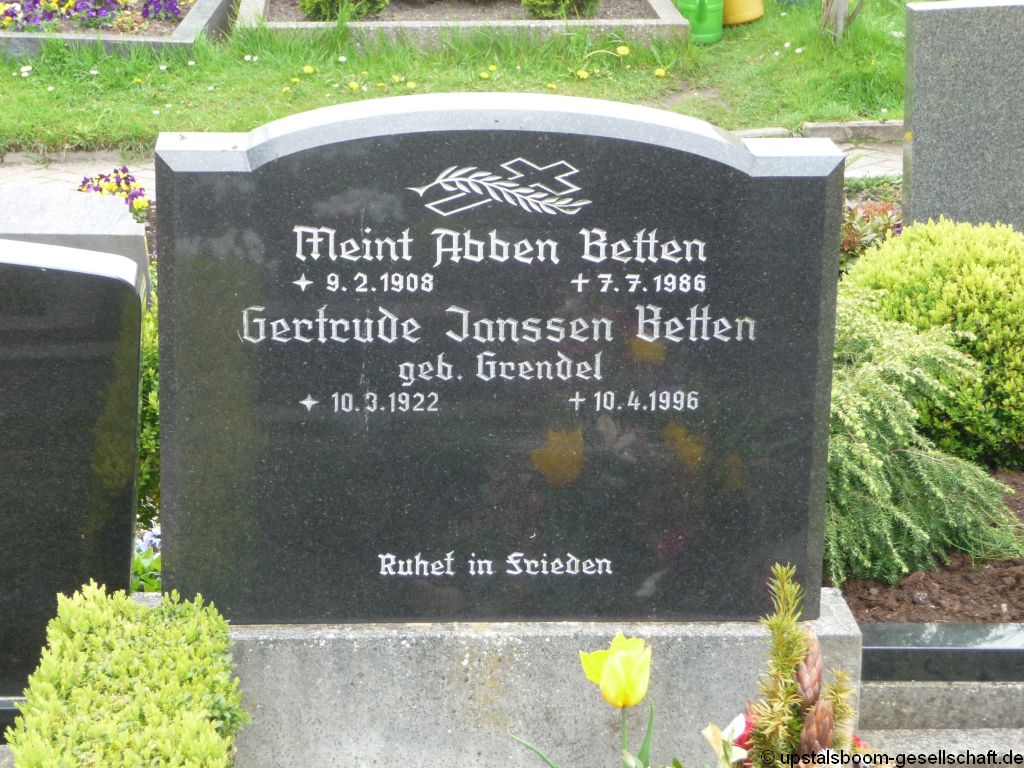 Meint Abben Betten
✦ 9.2.1908 † 7.7.1986
Gertrude Janssen Betten
geb. Grendel
✦ 10.3.1922 † 10.4.1996
Ruhet in Frieden
© upstalsboom-gesellschaft.de